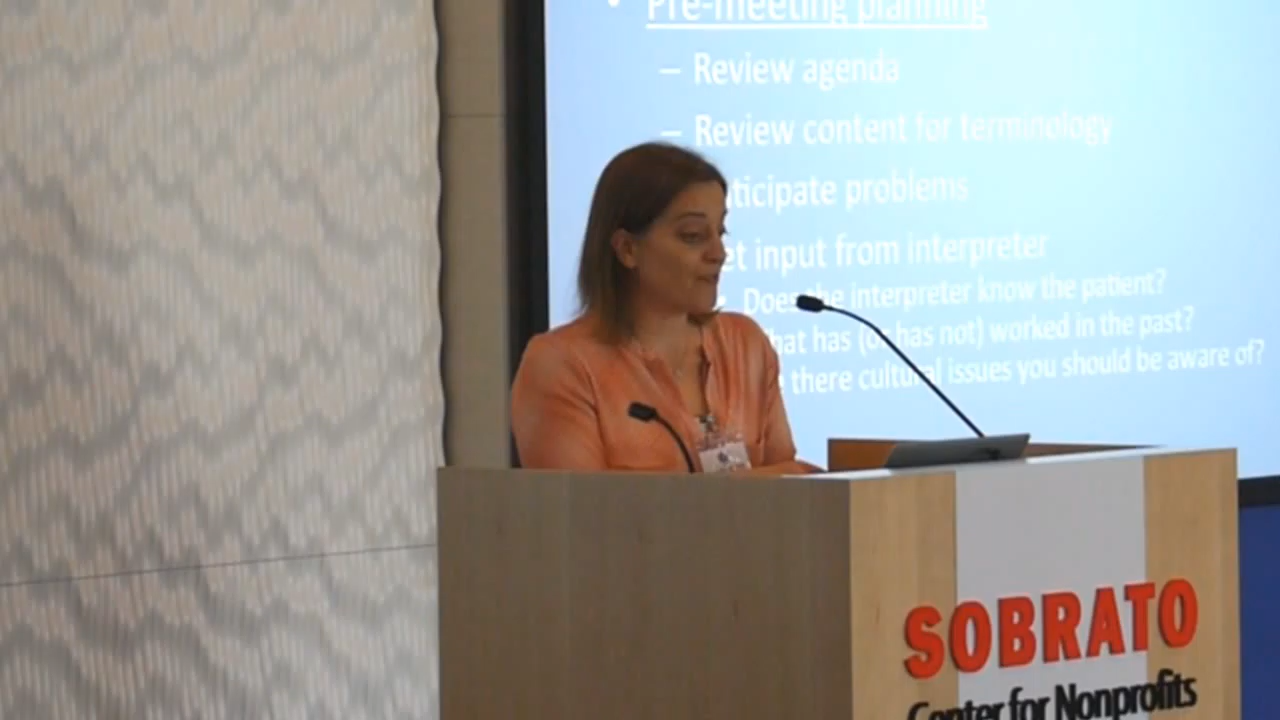 • Pre-meeting planning
– Review agenda
– Review content for terminology
ticipate problems
et input from interpreter
• Does the interpreter know the patient?
hat has (or has not) worked in the past?
there cultural issues you should be aware of?
SOBRATO
Center for Nonprofits